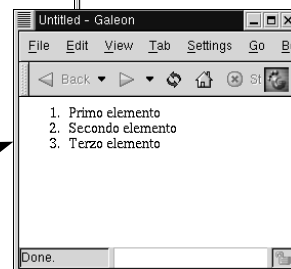 Untitled - Galeon
File Edit View Tab Settings Go B
Back St
1. Primo elemento
2. Secondo elemento
3. Terzo elemento
Done.